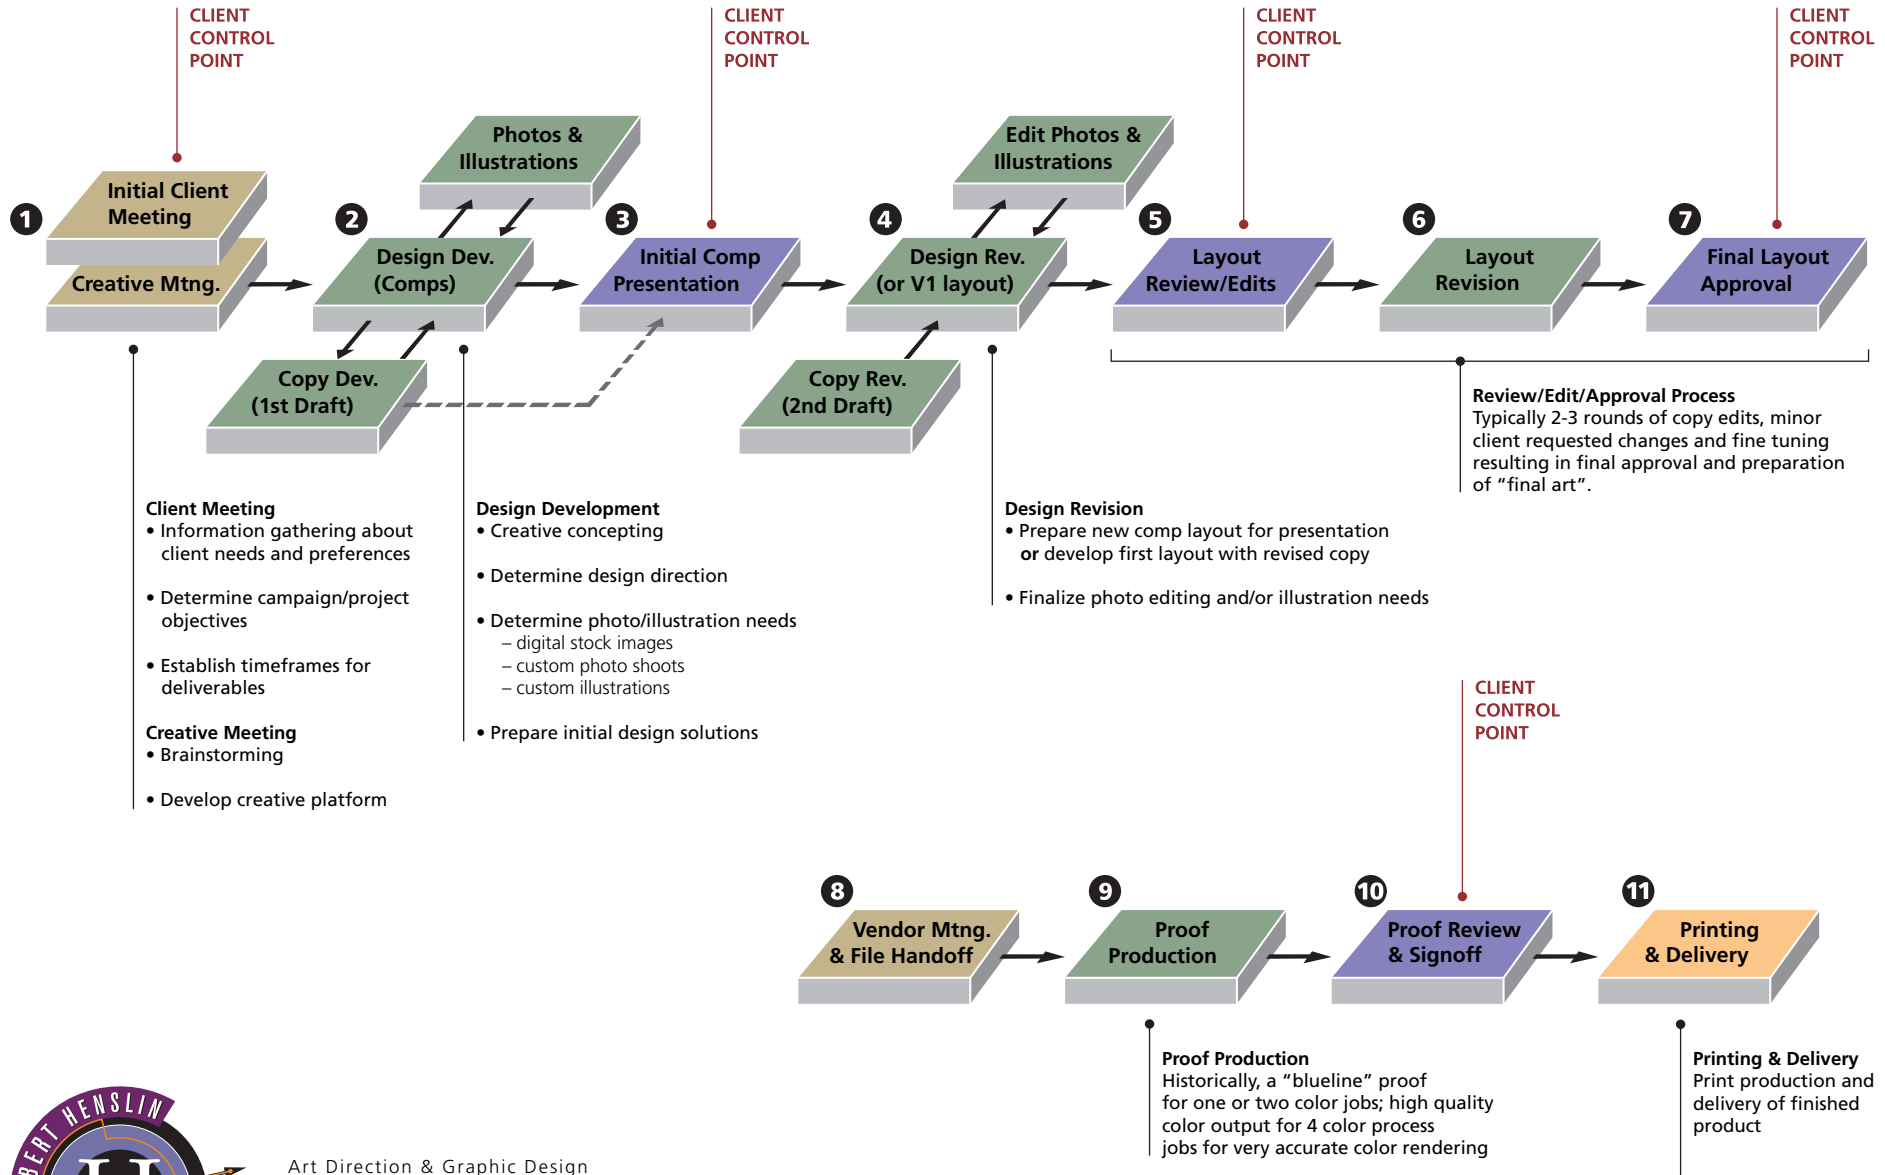 CLIENT
CONTROL
POINT
CLIENT
CONTROL
POINT
CLIENT
CONTROL
POINT
CLIENT
CONTROL
POINT
1
Initial Client
Meeting
Creative Mtng.
2
Design Dev.
(Comps)
Photos &
Illustrations
Copy Dev.
(1st Draft)
3
Initial Comp
Presentation
4
Design Rev.
(or V1 layout)
Edit Photos &
Illustrations
Copy Rev.
(2nd Draft)
5
Layout
Review/Edits
6
Layout
Revision
7
Final Layout
Approval
Client Meeting
• Information gathering about
client needs and preferences
• Determine campaign/project
objectives
• Establish timeframes for
deliverables
Creative Meeting
• Brainstorming
• Develop creative platform
Design Development
• Creative concepting
• Determine design direction
• Determine photo/illustration needs
– digital stock images
– custom photo shoots
– custom illustrations
• Prepare initial design solutions
Design Revision
• Prepare new comp layout for presentation
or develop first layout with revised copy
• Finalize photo editing and/or illustration needs
Review/Edit/Approval Process
Typically 2-3 rounds of copy edits, minor
client requested changes and fine tuning
resulting in final approval and preparation
of “final art”.
CLIENT
CONTROL
POINT
8
Vendor Mtng.
& File Handoff
9
Proof
Production
10
Proof Review
& Signoff
11
Printing
& Delivery
Proof Production
Historically, a “blueline” proof
for one or two color jobs; high quality
color output for 4 color process
jobs for very accurate color rendering
Printing & Delivery
Print production and
delivery of finished
product
BERT HENSLIN
Art Direction & Graphic Design